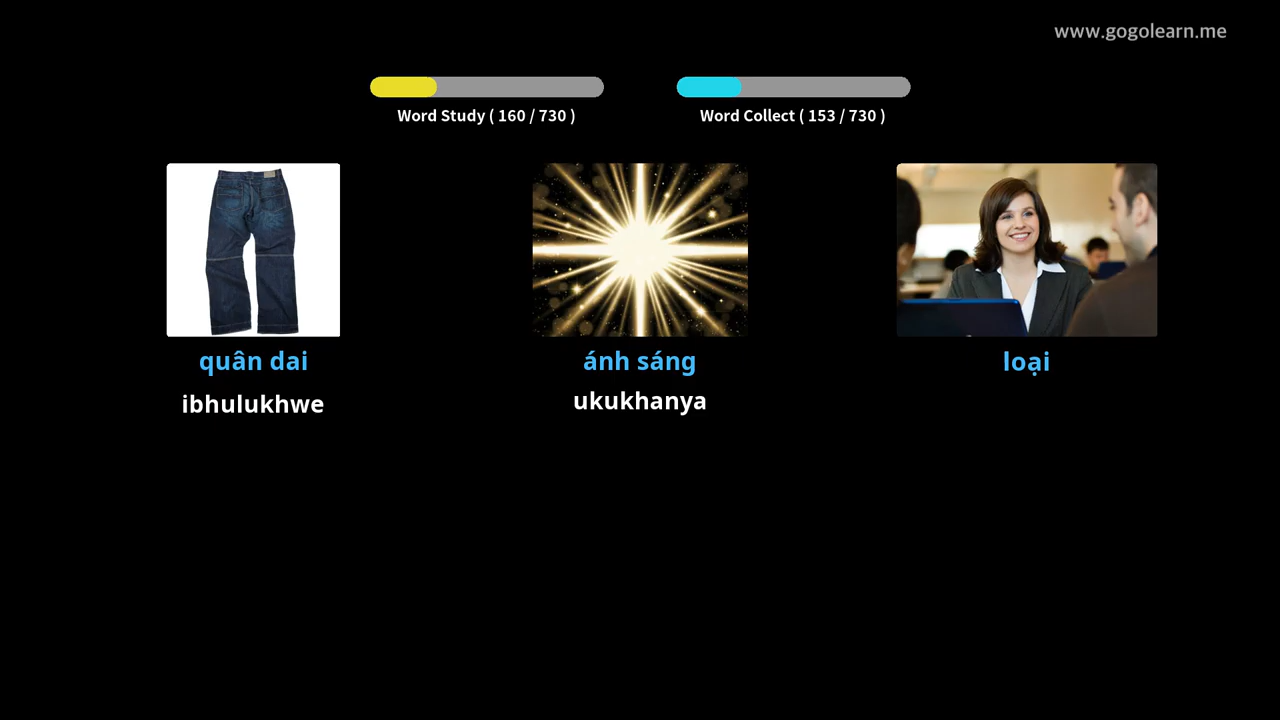 www.gogolearn.me
Word Study ( 160 / 730 )
Word Collect ( 153 / 730 )
quân dai
ánh sáng
loại
ibhulukhwe
ukukhanya